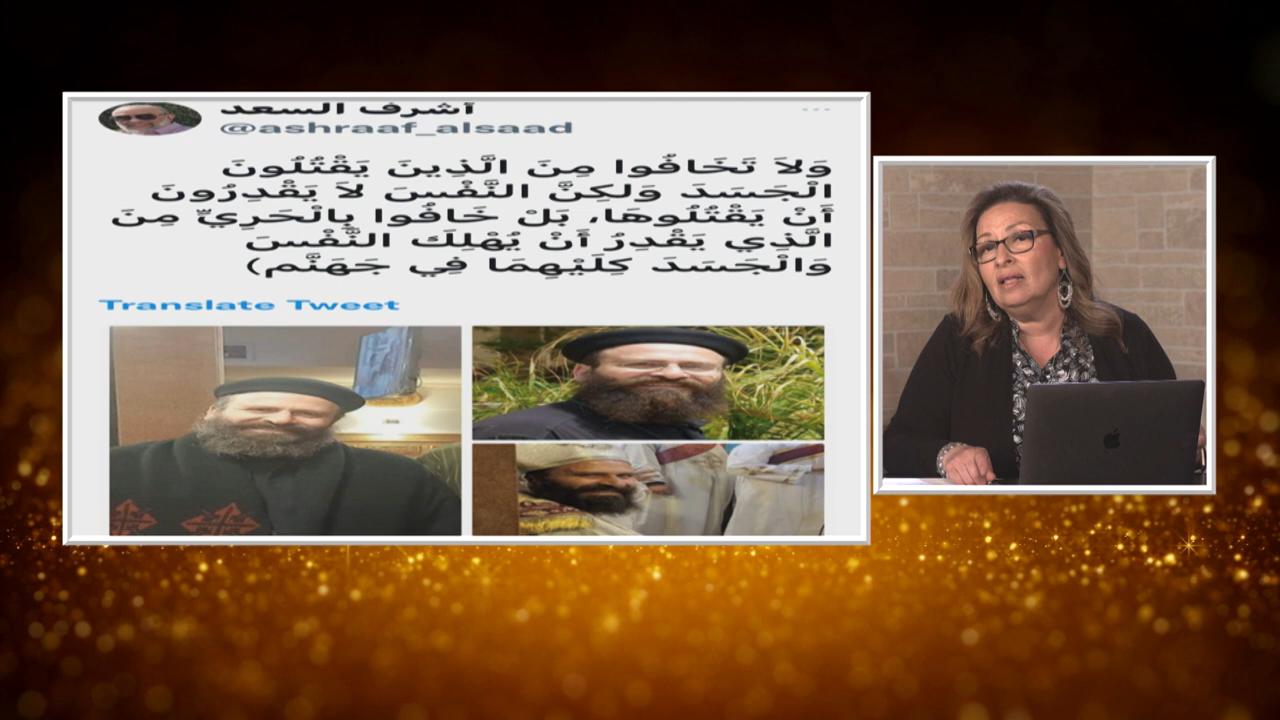 أشرف السعد
@ashraaf_alsaad
وَلاَ تَخَافُوا مِنَ الَّذِينَ يَقْتُلُونَ
الْجَسَدَ وَلكِنَّ النَّفْسَ لاَ يَقْدِرُونَ
أَنْ يَقْتُلُوهَا، بَلْ خَافُوا بِالْحَرِيِّ مِنَ
الَّذِي يَقْدِرُ أَنْ يُهْلِكَ النَّفْسَ
وَالْجَسَدَ كِلَيْهِمَا فِي جَهَنَّم)
Translate Tweet